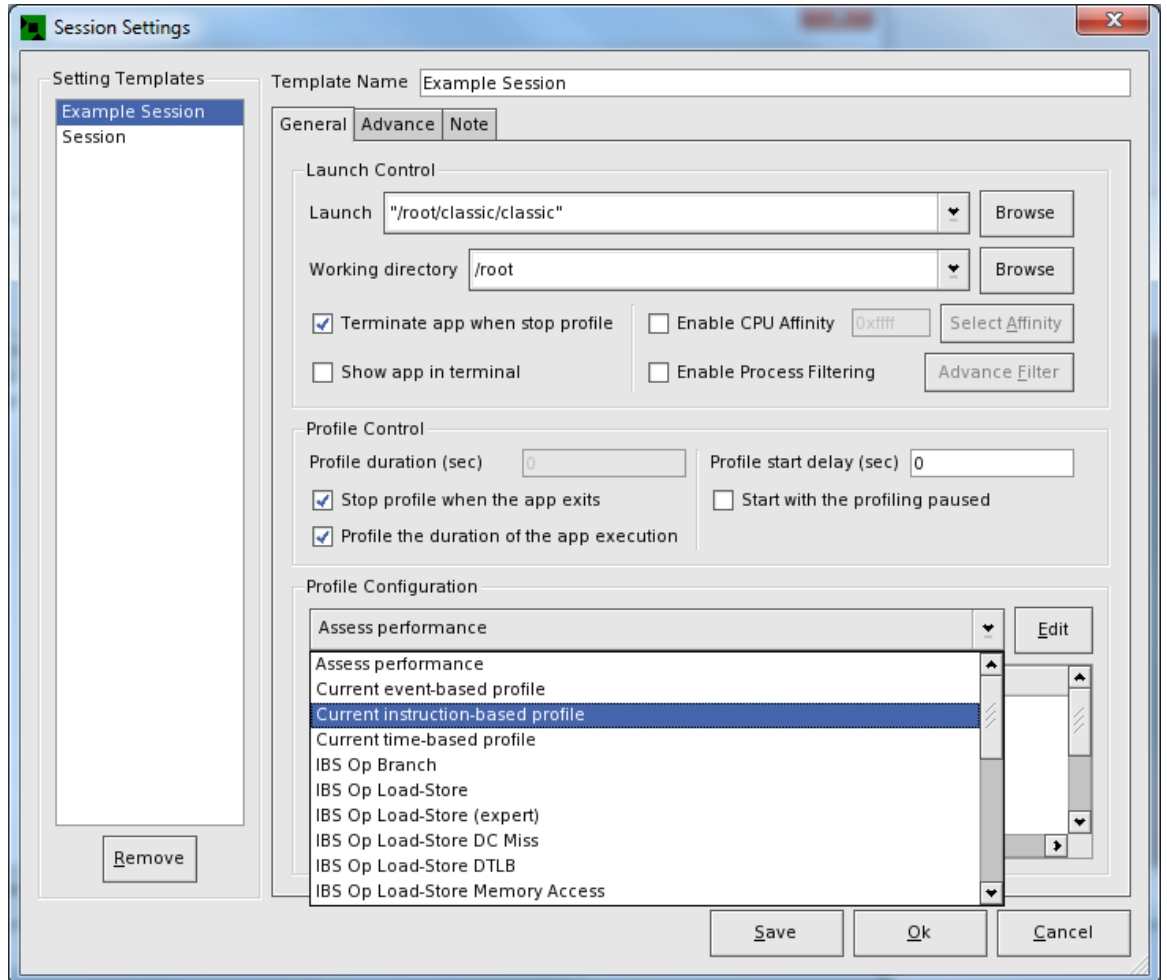 Session Settings
Setting Templates
Example Session
Session
Remove
Template Name Example Session
General Advance Note
Launch Control
Launch "/root/classic/classic" Browse
Working directory /root Browse
Terminate app when stop profile Enable CPU Affinity 0xffff Select Affinity
Show app in terminal Enable Process Filtering Advance Filter
Profile Control
Profile duration (sec) 0 Profile start delay (sec) 0
Stop profile when the app exits Start with the profiling paused
Profile the duration of the app execution
Profile Configuration
Assess performance Edit
Assess performance
Current event-based profile
Current instruction-based profile
Current time-based profile
IBS Op Branch
IBS Op Load-Store
IBS Op Load-Store (expert)
IBS Op Load-Store DC Miss
IBS Op Load-Store DTLB
IBS Op Load-Store Memory Access
Save Ok Cancel